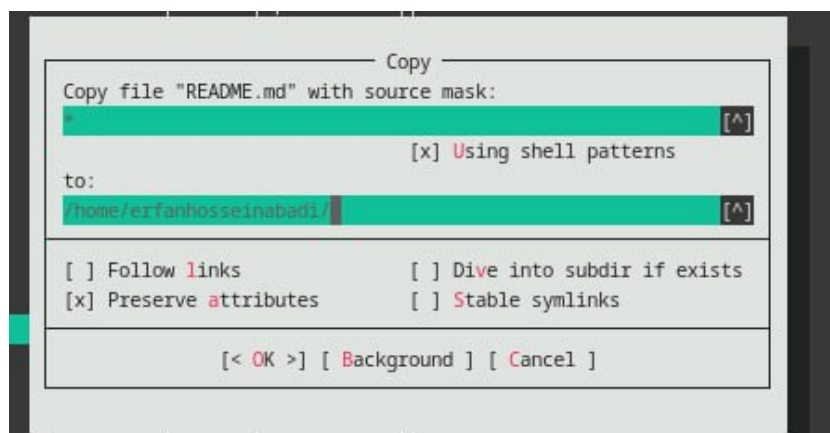 Copy
Copy file "README.md" with source mask:
* [^]
[x] Using shell patterns
to:
/home/erfanhosseinabadi/ [^]
[ ] Follow links [ ] Dive into subdir if exists
[x] Preserve attributes [ ] Stable symlinks
[< OK >] [ Background ] [ Cancel ]